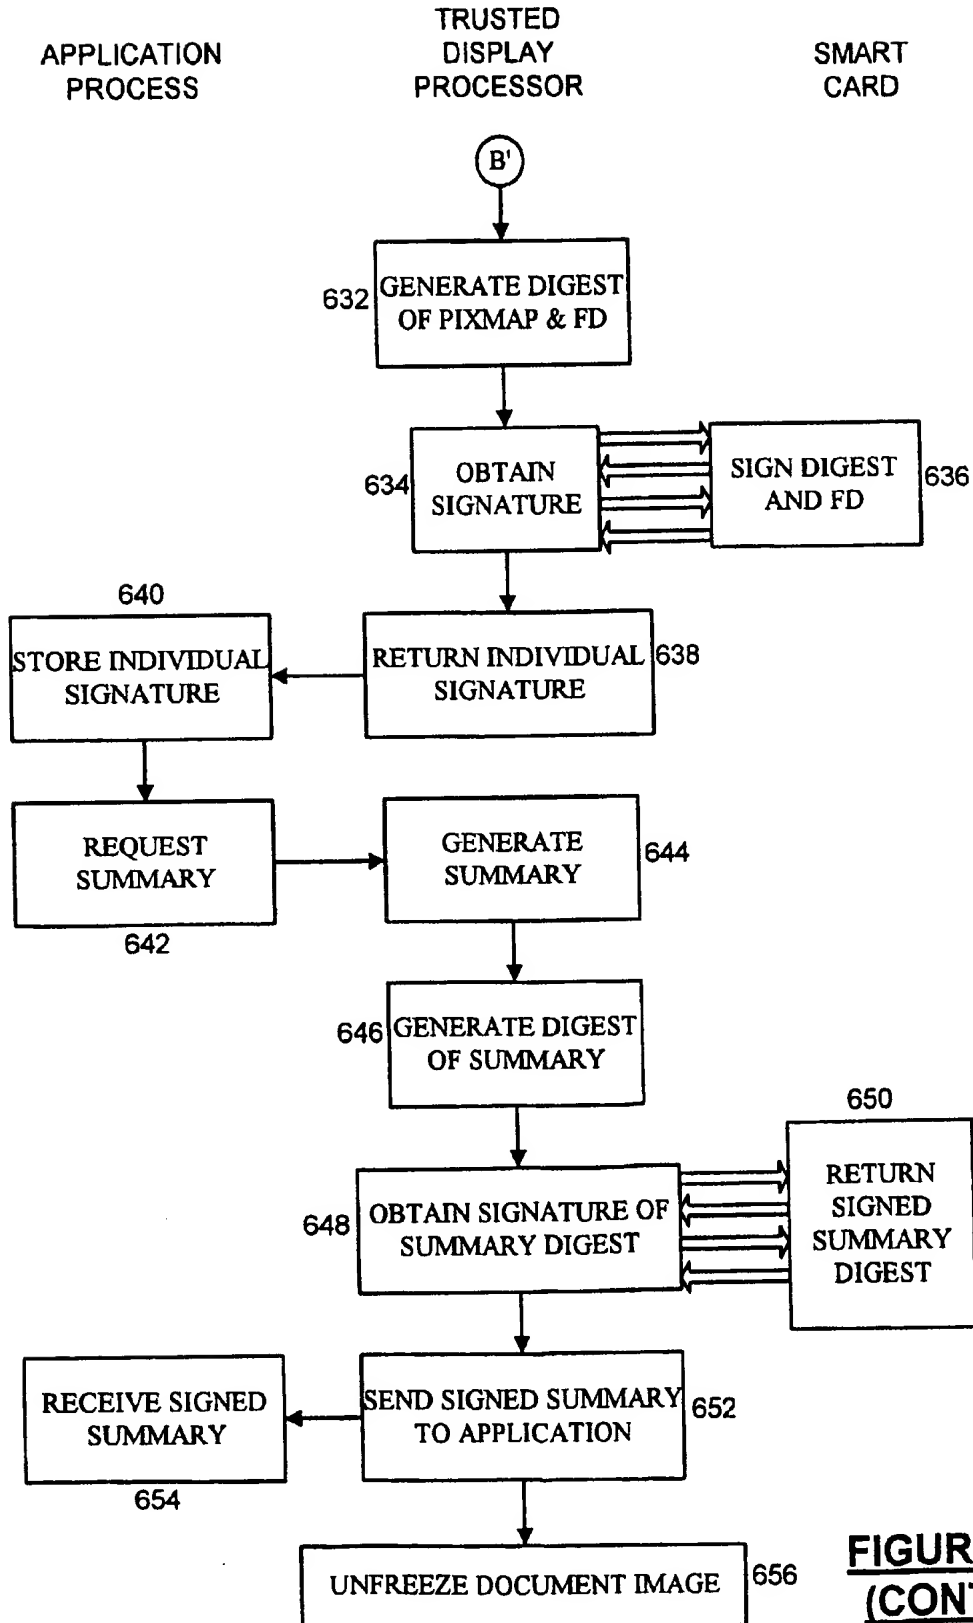 APPLICATION
PROCESS
TRUSTED
DISPLAY
PROCESSOR
SMART
CARD
B'
632
GENERATE DIGEST
OF PIXMAP & FD
634
OBTAIN
SIGNATURE
SIGN DIGEST
AND FD
636
640
STORE INDIVIDUAL
SIGNATURE
RETURN INDIVIDUAL
SIGNATURE
638
REQUEST
SUMMARY
642
GENERATE
SUMMARY
644
646
GENERATE DIGEST
OF SUMMARY
650
648
OBTAIN SIGNATURE OF
SUMMARY DIGEST
RETURN
SIGNED
SUMMARY
DIGEST
RECEIVE SIGNED
SUMMARY
654
SEND SIGNED SUMMARY
TO APPLICATION
652
UNFREEZE DOCUMENT IMAGE
656
FIGUR
(CONT